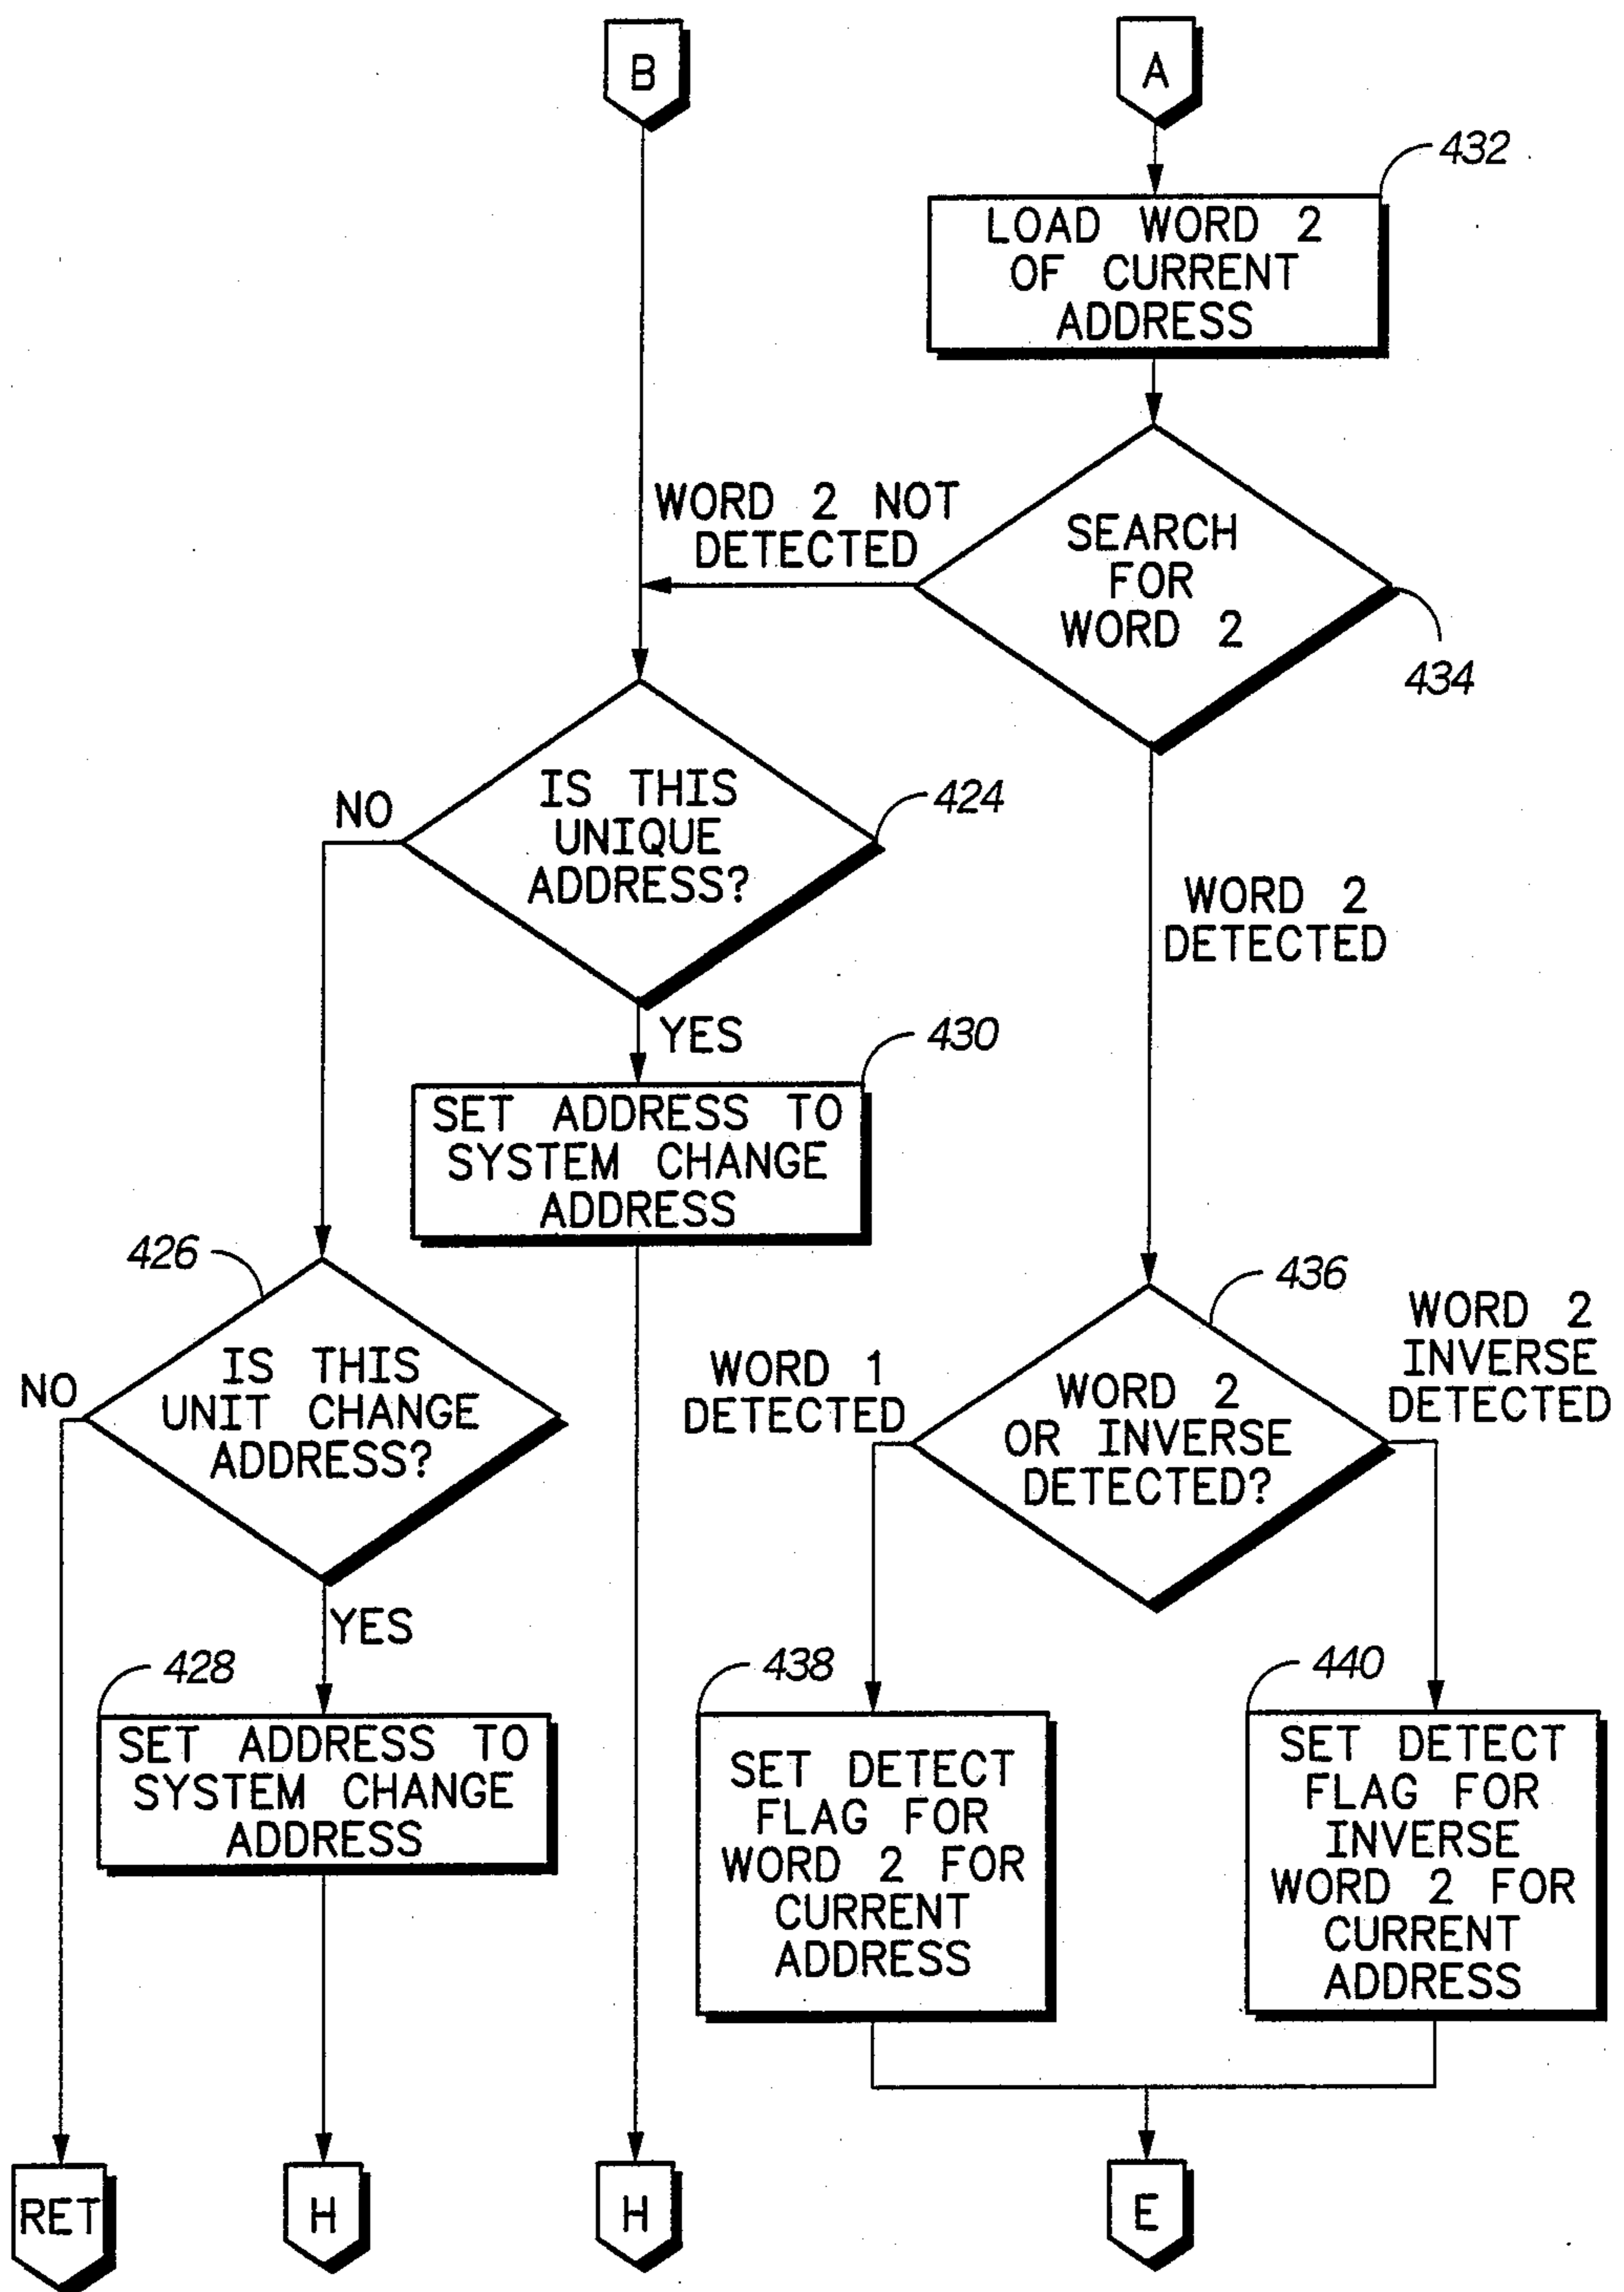 B
A
432
LOAD WORD 2
OF CURRENT
ADDRESS
WORD 2 NOT
DETECTED
SEARCH
FOR
WORD 2
434
NO
IS THIS
UNIQUE
ADDRESS?
424
WORD 2
DETECTED
YES
430
SET ADDRESS TO
SYSTEM CHANGE
ADDRESS
426
NO
IS THIS
UNIT CHANGE
ADDRESS?
436
WORD 1
DETECTED
WORD 2
OR INVERSE
DETECTED?
WORD 2
INVERSE
DETECTED
YES
428
SET ADDRESS TO
SYSTEM CHANGE
ADDRESS
438
SET DETECT
FLAG FOR
WORD 2 FOR
CURRENT
ADDRESS
440
SET DETECT
FLAG FOR
INVERSE
WORD 2 FOR
CURRENT
ADDRESS
RET
H
H
E